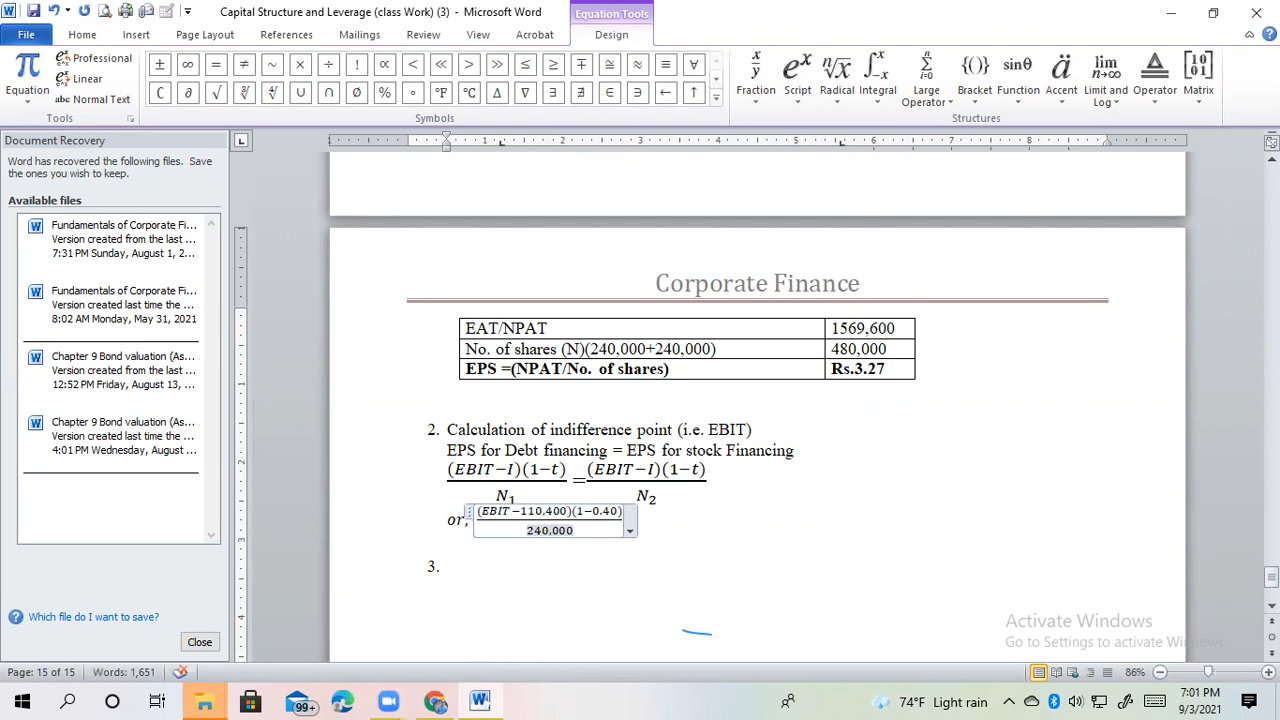 Capital Structure and Leverage (class Work) (3) - Microsoft Word
Equation Tools
File Home Insert Page Layout References Mailings Review View Acrobat Design
Professional
Linear
abc Normal Text
Equation
Tools
± ∞ = ≠ ~ × ÷ ! ∝ < ≪ > ≫ ≤ ≥ ∓ ≅ ≈ ≡ ∀
∁ ∂ √ ∛ ∜ ∪ ∩ ∅ % ° °F °C ∆ ∇ ∃ ∄ ∈ ∋ ← ↑
Symbols
Fraction Script Radical Integral Large Operator Bracket Function Accent Limit and Log Operator Matrix
Structures
Document Recovery
Word has recovered the following files. Save
the ones you wish to keep.
Available files
Fundamentals of Corporate Fi...
Version created from the last ...
7:31 PM Sunday, August 1, 2...
Fundamentals of Corporate Fi...
Version created last time the ...
8:02 AM Monday, May 31, 2021
Chapter 9 Bond valuation (As...
Version created from the last ...
12:52 PM Friday, August 13, ...
Chapter 9 Bond valuation (As...
Version created from the last ...
4:01 PM Wednesday, August ...
Which file do I want to save?
Close
Corporate Finance
EAT/NPAT 1569,600
No. of shares (N)(240,000+240,000) 480,000
EPS =(NPAT/No. of shares) Rs.3.27
2. Calculation of indifference point (i.e. EBIT)
EPS for Debt financing = EPS for stock Financing
(EBIT−I)(1−t) = (EBIT−I)(1−t)
N₁ N₂
or, (EBIT−110,400)(1−0.40)
240,000
3.
Activate Windows
Go to Settings to activate Windows.
Page: 15 of 15 Words: 1,651 86%
99+ 74°F Light rain 7:01 PM
9/3/2021